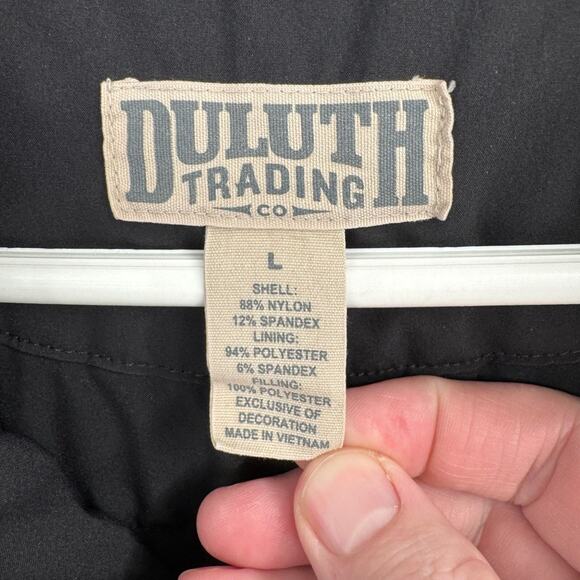 DULUTH
TRADING
CO
L
SHELL:
88% NYLON
12% SPANDEX
LINING:
94% POLYESTER
6% SPANDEX
FILLING:
100% POLYESTER
EXCLUSIVE OF
DECORATION
MADE IN VIETNAM